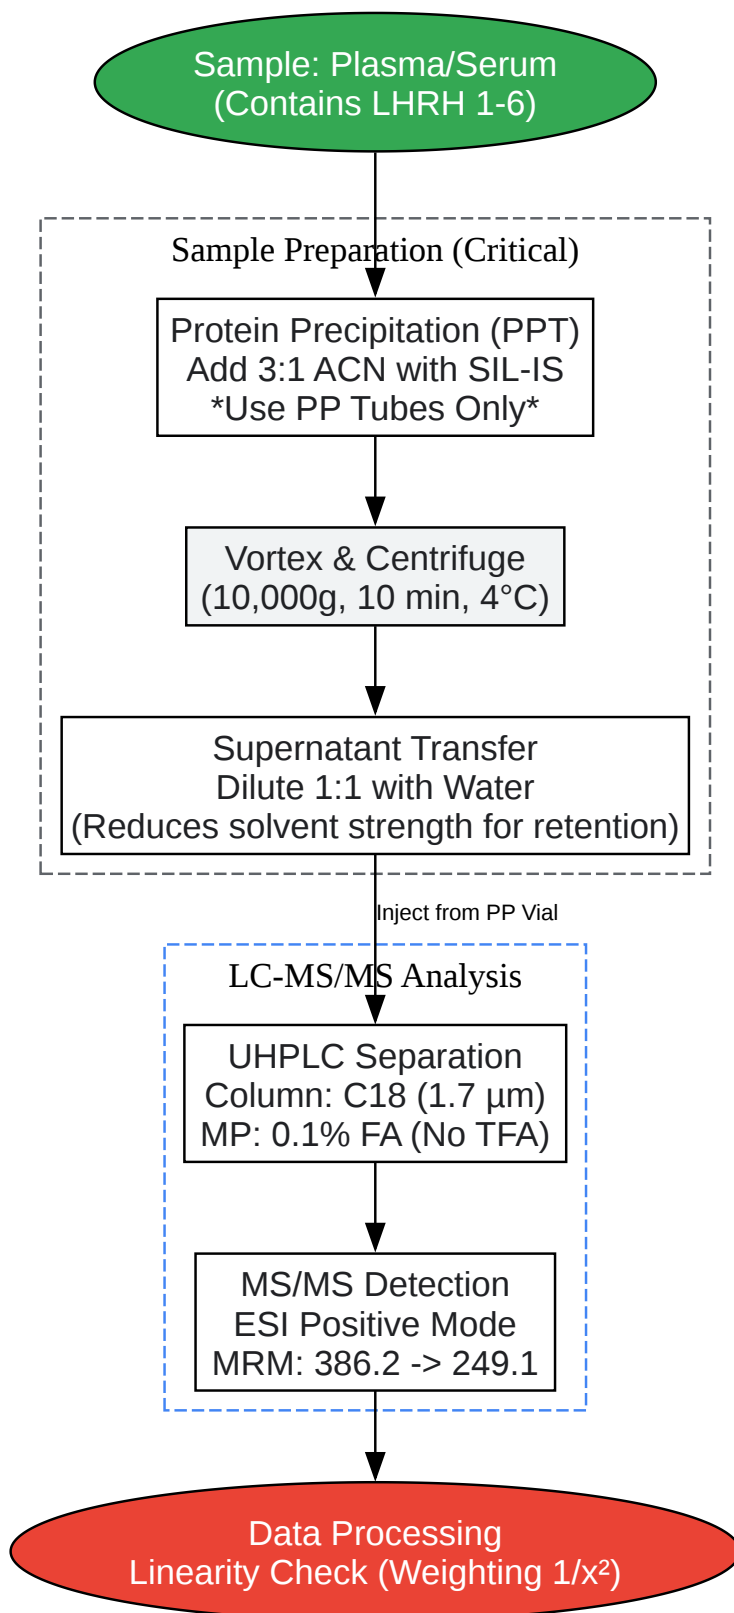 Sample: Plasma/Serum
(Contains LHRH 1-6)
Sample Preparation (Critical)
Protein Precipitation (PPT)
Add 3:1 ACN with SIL-IS
*Use PP Tubes Only*
Vortex & Centrifuge
(10,000g, 10 min, 4°C)
Supernatant Transfer
Dilute 1:1 with Water
(Reduces solvent strength for retention)
Inject from PP Vial
LC-MS/MS Analysis
UHPLC Separation
Column: C18 (1.7 µm)
MP: 0.1% FA (No TFA)
MS/MS Detection
ESI Positive Mode
MRM: 386.2 -> 249.1
Data Processing
Linearity Check (Weighting 1/x²)